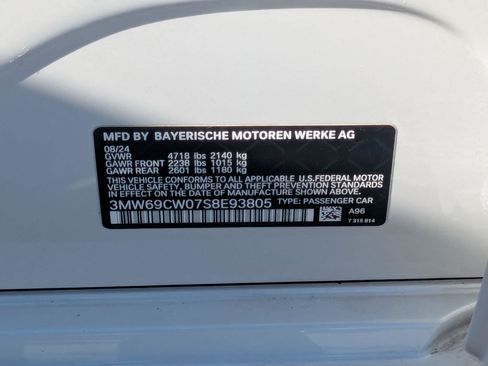 MFD BY BAYERISCHE MOTOREN WERKE AG
08/24
GVWR 4718 lbs 2140 kg
GAWR FRONT 2238 lbs 1015 kg
GAWR REAR 2601 lbs 1180 kg
THIS VEHICLE CONFORMS TO ALL APPLICABLE U.S.FEDERAL MOTOR
VEHICLE SAFETY, BUMPER, AND THEFT PREVENTION STANDARDS IN
EFFECT ON THE DATE OF MANUFACTURE SHOWN ABOVE.
3MW69CW07S8E93805 TYPE: PASSENGER CAR
A96
7 315 914